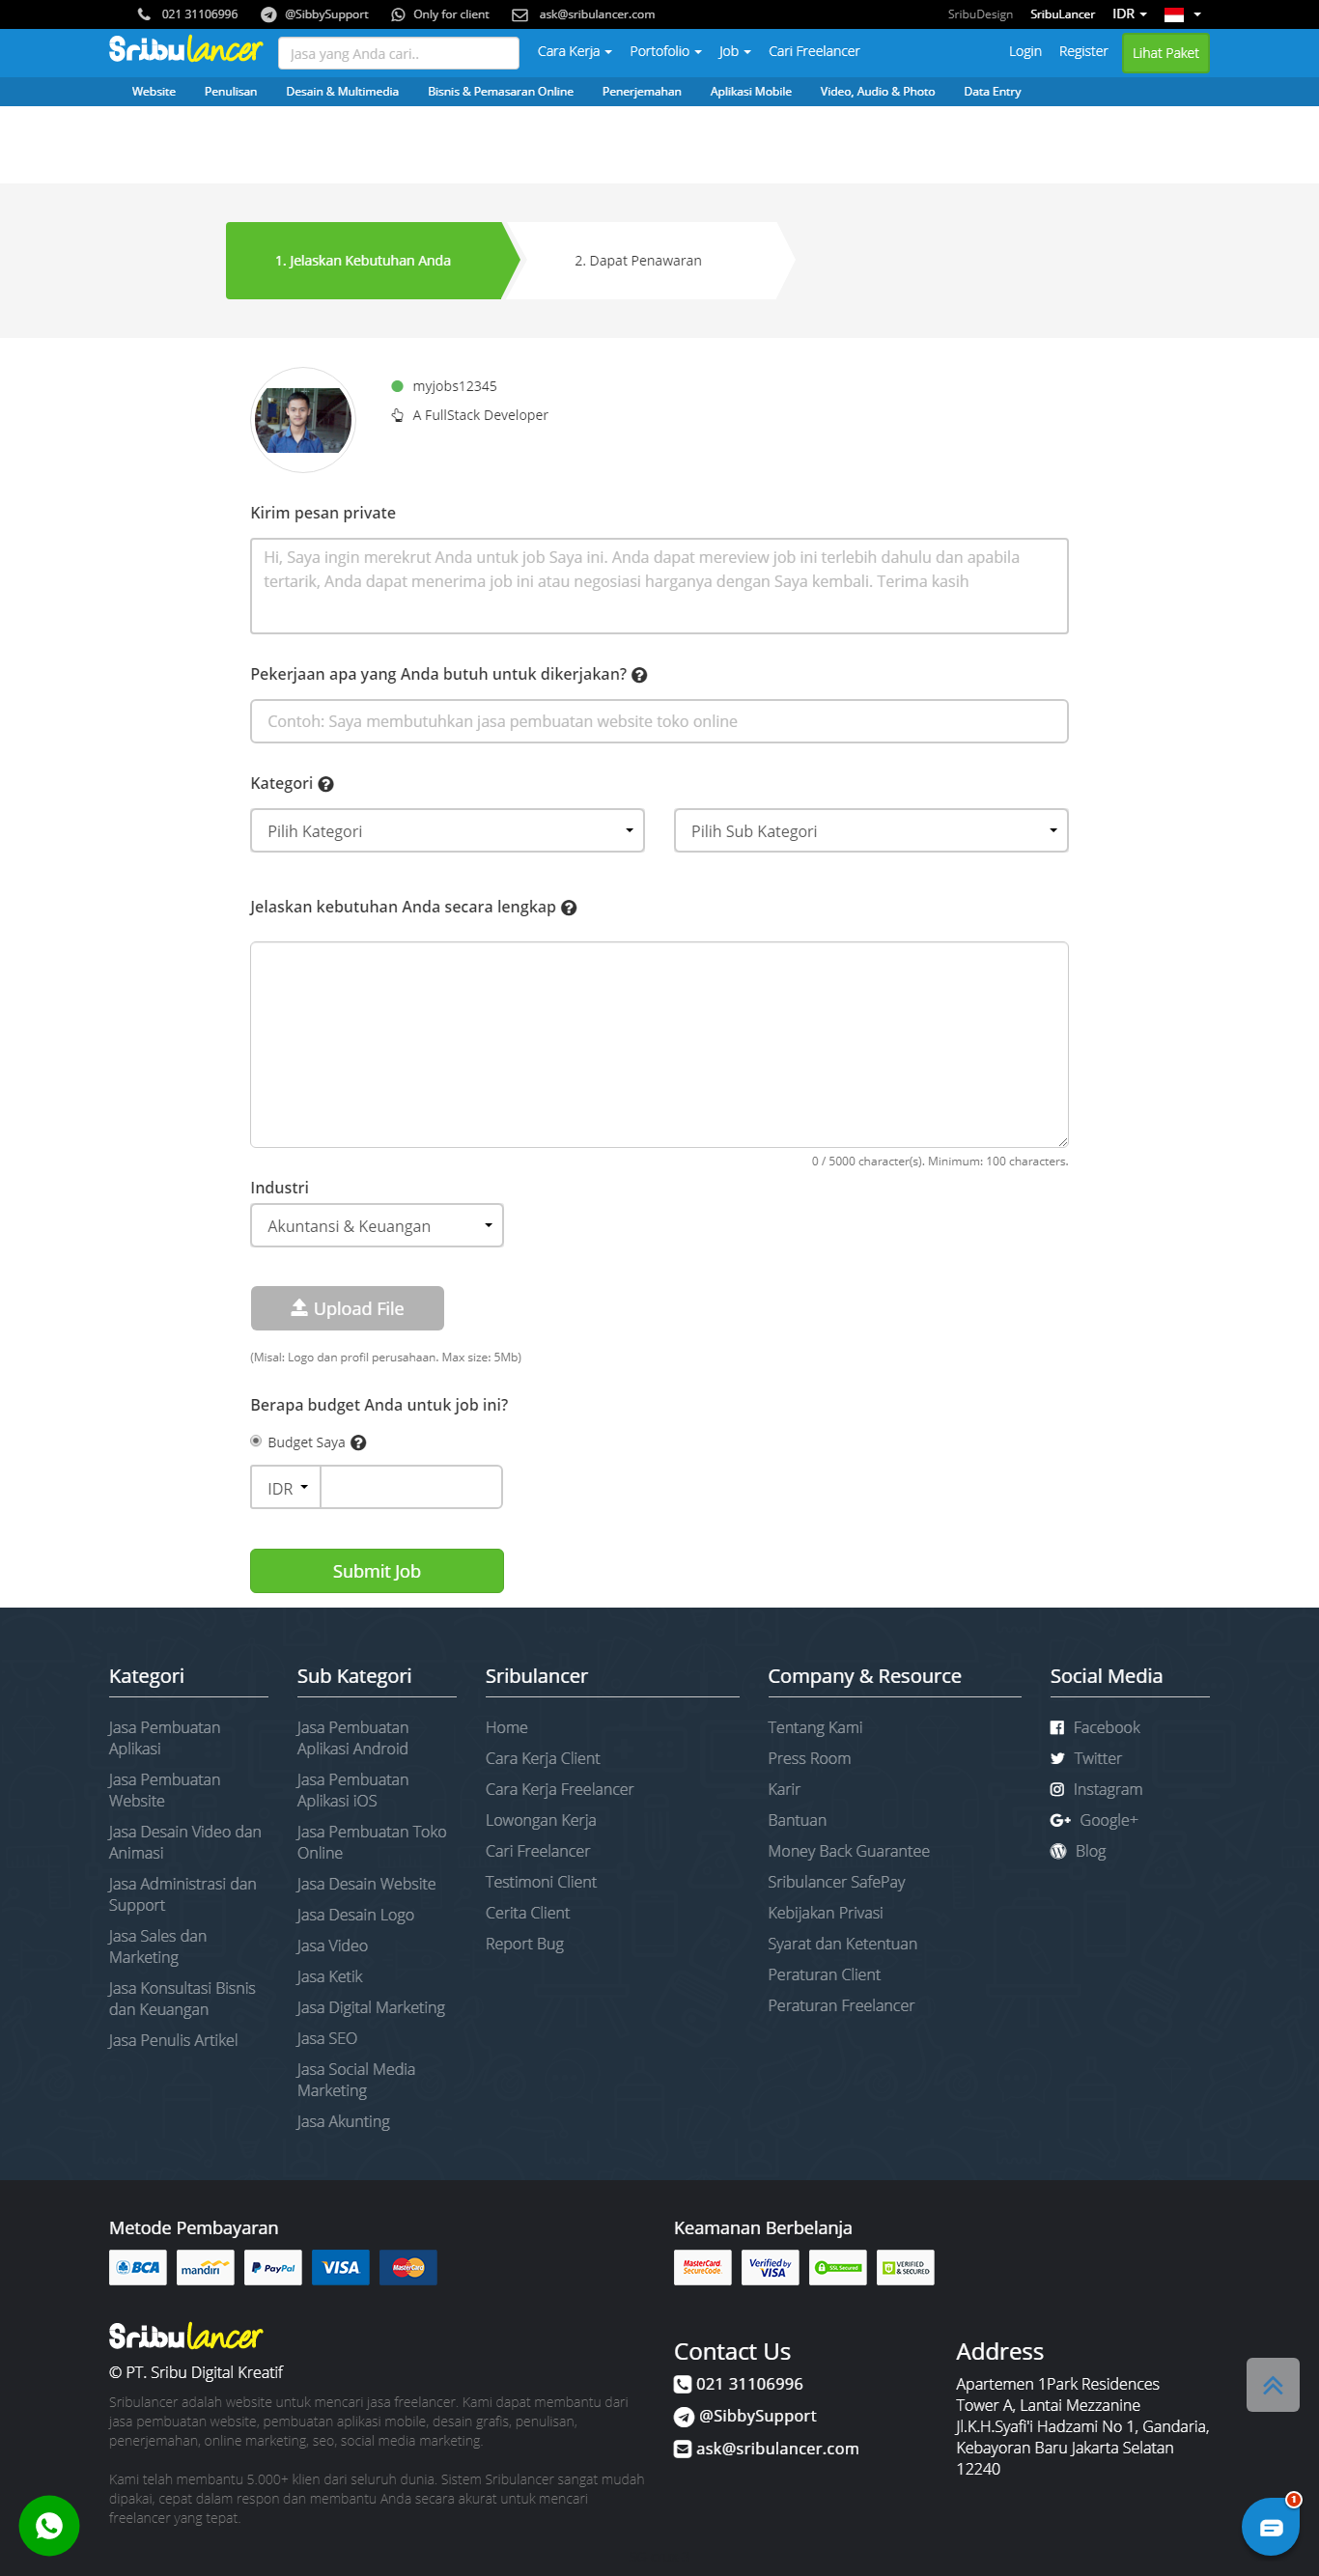 021 31106996 @SibbySupport Only for client ask@sribulancer.com SribuDesign SribuLancer IDR
Sribulancer Jasa yang Anda cari.. Cara Kerja Portofolio Job Cari Freelancer Login Register Lihat Paket
Website Penulisan Desain & Multimedia Bisnis & Pemasaran Online Penerjemahan Aplikasi Mobile Video, Audio & Photo Data Entry
1. Jelaskan Kebutuhan Anda 2. Dapat Penawaran
myjobs12345
A FullStack Developer
Kirim pesan private
Hi, Saya ingin merekrut Anda untuk job Saya ini. Anda dapat mereview job ini terlebih dahulu dan apabila
tertarik, Anda dapat menerima job ini atau negosiasi harganya dengan Saya kembali. Terima kasih
Pekerjaan apa yang Anda butuh untuk dikerjakan?
Contoh: Saya membutuhkan jasa pembuatan website toko online
Kategori
Pilih Kategori Pilih Sub Kategori
Jelaskan kebutuhan Anda secara lengkap
0 / 5000 character(s). Minimum: 100 characters.
Industri
Akuntansi & Keuangan
Upload File
(Misal: Logo dan profil perusahaan. Max size: 5Mb)
Berapa budget Anda untuk job ini?
Budget Saya
IDR
Submit Job
Kategori
Jasa Pembuatan
Aplikasi
Jasa Pembuatan
Website
Jasa Desain Video dan
Animasi
Jasa Administrasi dan
Support
Jasa Sales dan
Marketing
Jasa Konsultasi Bisnis
dan Keuangan
Jasa Penulis Artikel
Sub Kategori
Jasa Pembuatan
Aplikasi Android
Jasa Pembuatan
Aplikasi iOS
Jasa Pembuatan Toko
Online
Jasa Desain Website
Jasa Desain Logo
Jasa Video
Jasa Ketik
Jasa Digital Marketing
Jasa SEO
Jasa Social Media
Marketing
Jasa Akunting
Sribulancer
Home
Cara Kerja Client
Cara Kerja Freelancer
Lowongan Kerja
Cari Freelancer
Testimoni Client
Cerita Client
Report Bug
Company & Resource
Tentang Kami
Press Room
Karir
Bantuan
Money Back Guarantee
Sribulancer SafePay
Kebijakan Privasi
Syarat dan Ketentuan
Peraturan Client
Peraturan Freelancer
Social Media
Facebook
Twitter
Instagram
Google+
Blog
Metode Pembayaran
BCA mandiri PayPal VISA MasterCard
Keamanan Berbelanja
MasterCard.
SecureCode.
Verified by
VISA
SSL Secured
VERIFIED
& SECURED
Sribulancer
© PT. Sribu Digital Kreatif
Sribulancer adalah website untuk mencari jasa freelancer. Kami dapat membantu dari
jasa pembuatan website, pembuatan aplikasi mobile, desain grafis, penulisan,
penerjemahan, online marketing, seo, social media marketing.
Kami telah membantu 5.000+ klien dari seluruh dunia. Sistem Sribulancer sangat mudah
dipakai, cepat dalam respon dan membantu Anda secara akurat untuk mencari
freelancer yang tepat.
Contact Us
021 31106996
@SibbySupport
ask@sribulancer.com
Address
Apartemen 1Park Residences
Tower A, Lantai Mezzanine
Jl.K.H.Syafi'i Hadzami No 1, Gandaria,
Kebayoran Baru Jakarta Selatan
12240
1